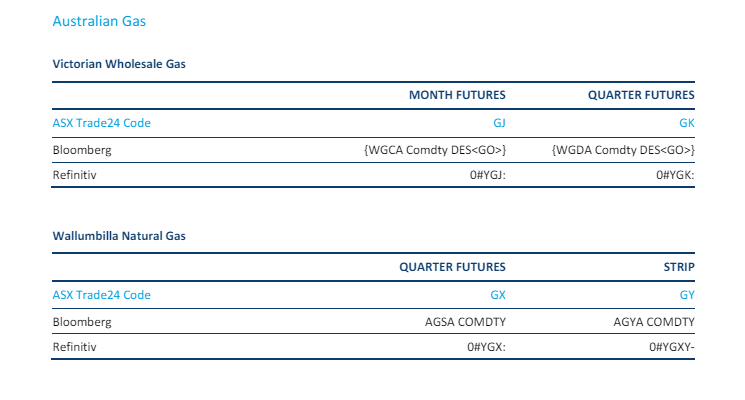 Australian Gas
Victorian Wholesale Gas
MONTH FUTURES QUARTER FUTURES
ASX Trade24 Code GJ GK
Bloomberg {WGCA Comdty DES<GO>} {WGDA Comdty DES<GO>}
Refinitiv 0#YGJ: 0#YGK:
Wallumbilla Natural Gas
QUARTER FUTURES STRIP
ASX Trade24 Code GX GY
Bloomberg AGSA COMDTY AGYA COMDTY
Refinitiv 0#YGX: 0#YGXY-